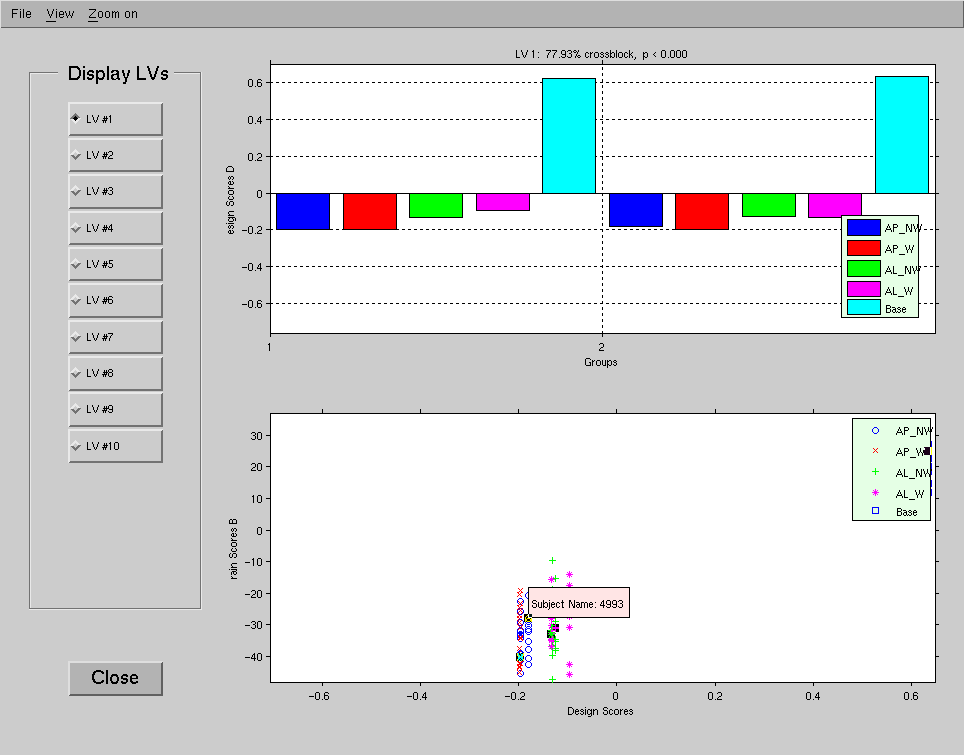 File View Zoom on
Display LVs
LV #1
LV #2
LV #3
LV #4
LV #5
LV #6
LV #7
LV #8
LV #9
LV #10
Close
LV 1: 77.93% crossblock, p < 0.000
esign Scores D
0.6
0.4
0.2
0
−0.2
−0.4
−0.6
1 2
Groups
AP_NW
AP_W
AL_NW
AL_W
Base
rain Scores B
30
20
10
0
−10
−20
−30
−40
−0.6 −0.4 −0.2 0 0.2 0.4 0.6
Design Scores
AP_NW
AP_W
AL_NW
AL_W
Base
Subject Name: 4993